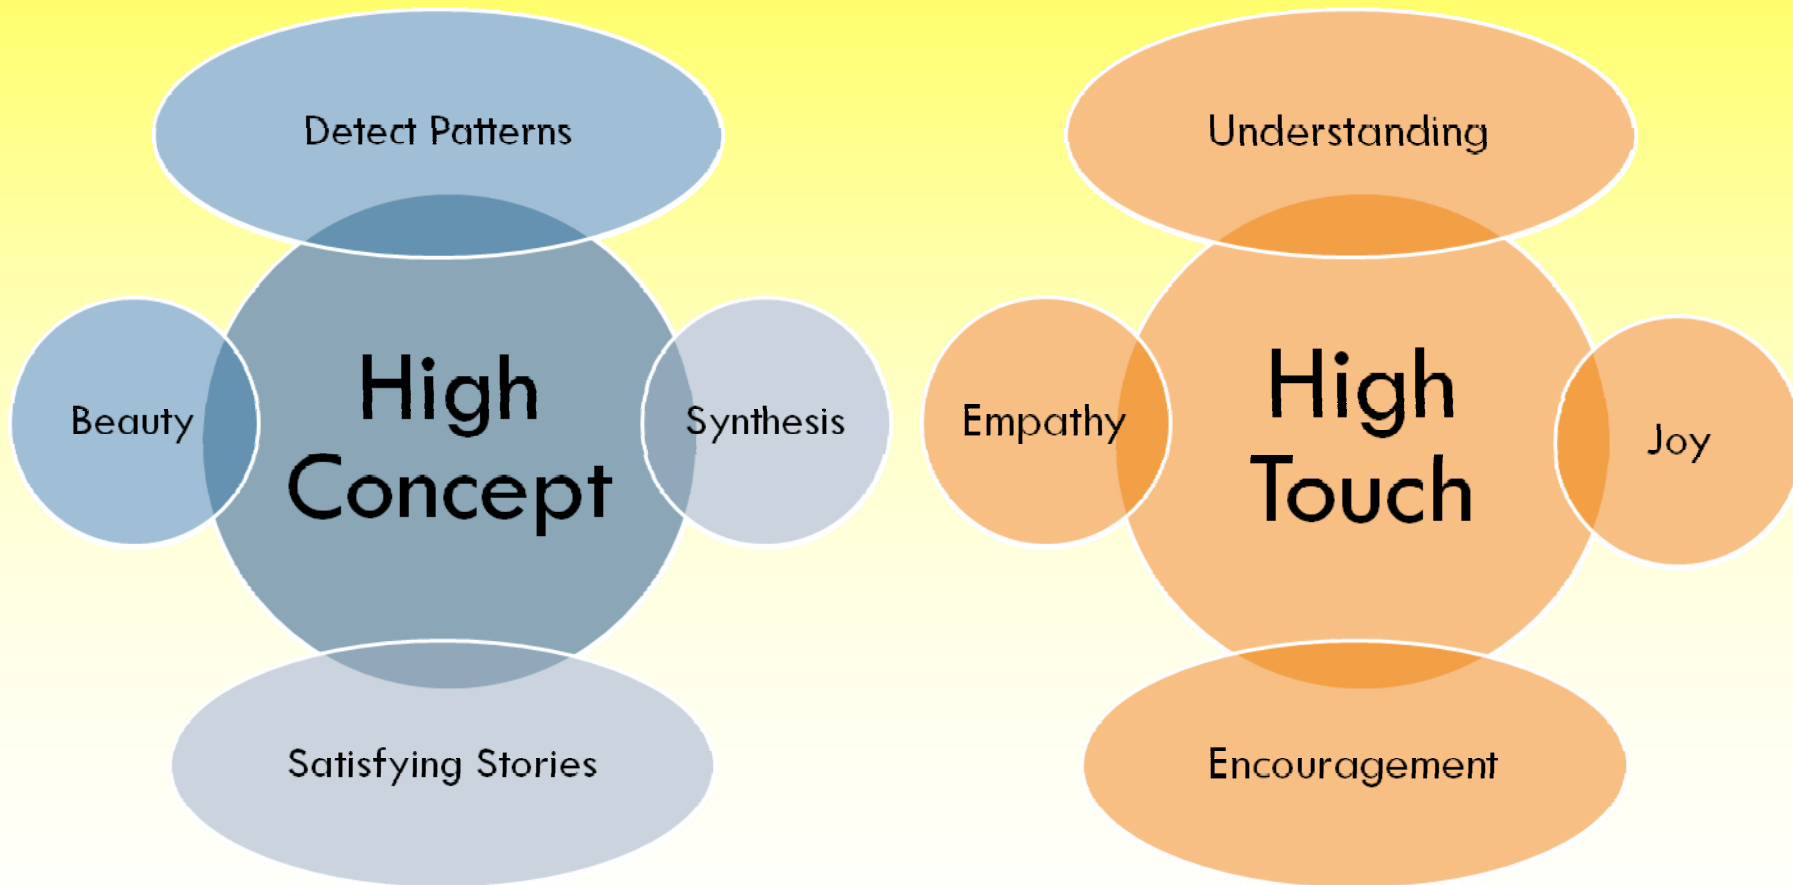 Detect Patterns
Beauty
High
Concept
Synthesis
Satisfying Stories
Understanding
Empathy
High
Touch
Joy
Encouragement